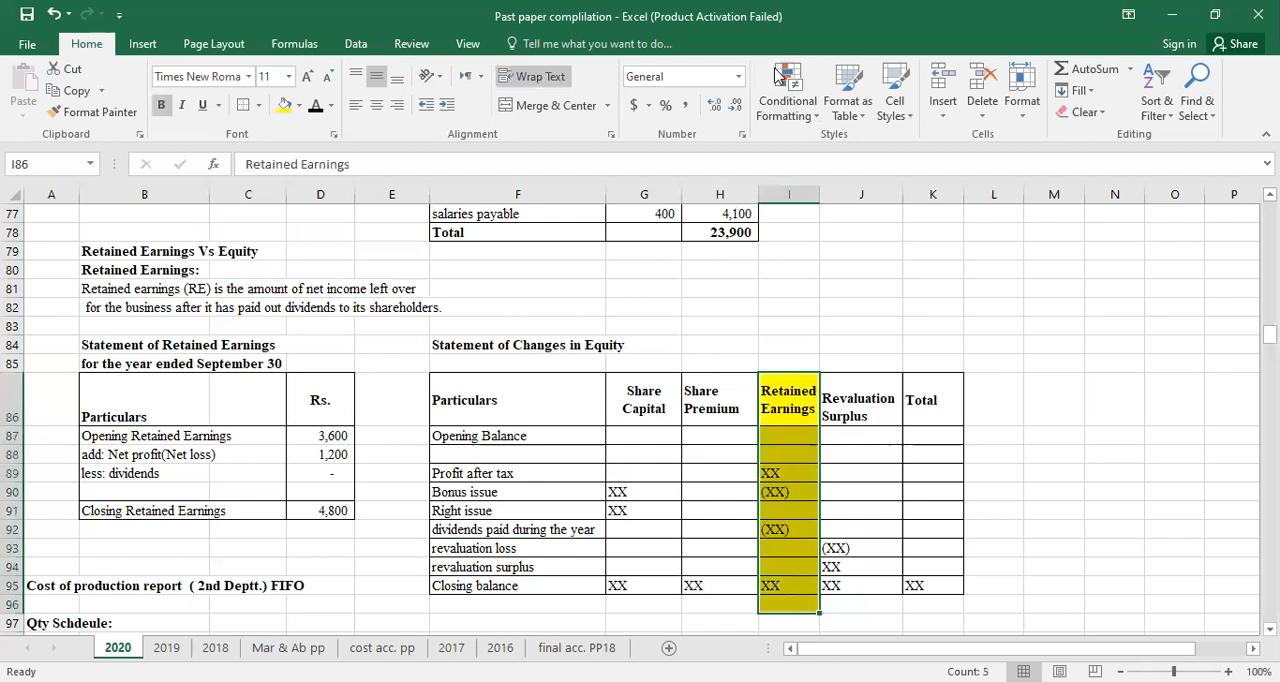 Past paper complilation - Excel (Product Activation Failed)
File Home Insert Page Layout Formulas Data Review View Tell me what you want to do... Sign in Share
Paste Cut Copy Format Painter
Times New Roma 11
B I U A
Wrap Text
Merge & Center
General
$ % ,
Conditional Formatting
Format as Table
Cell Styles
Insert Delete Format
AutoSum
Fill
Clear
Sort & Filter
Find & Select
Clipboard Font Alignment Number Styles Cells Editing
I86 fx Retained Earnings
A B C D E F G H I J K L M N O P
77 salaries payable 400 4,100
78 Total 23,900
79 Retained Earnings Vs Equity
80 Retained Earnings:
81 Retained earnings (RE) is the amount of net income left over
82 for the business after it has paid out dividends to its shareholders.
83
84 Statement of Retained Earnings Statement of Changes in Equity
85 for the year ended September 30
86 Particulars Rs. Particulars Share Capital Share Premium Retained Earnings Revaluation Surplus Total
87 Opening Retained Earnings 3,600 Opening Balance
88 add: Net profit(Net loss) 1,200
89 less: dividends - Profit after tax XX
90 Bonus issue XX (XX)
91 Closing Retained Earnings 4,800 Right issue XX
92 dividends paid during the year (XX)
93 revaluation loss (XX)
94 revaluation surplus XX
95 Cost of production report ( 2nd Deptt.) FIFO Closing balance XX XX XX XX XX
96
97 Qty Schdeule:
2020 2019 2018 Mar & Ab pp cost acc. pp 2017 2016 final acc. PP18
Ready Count: 5 100%